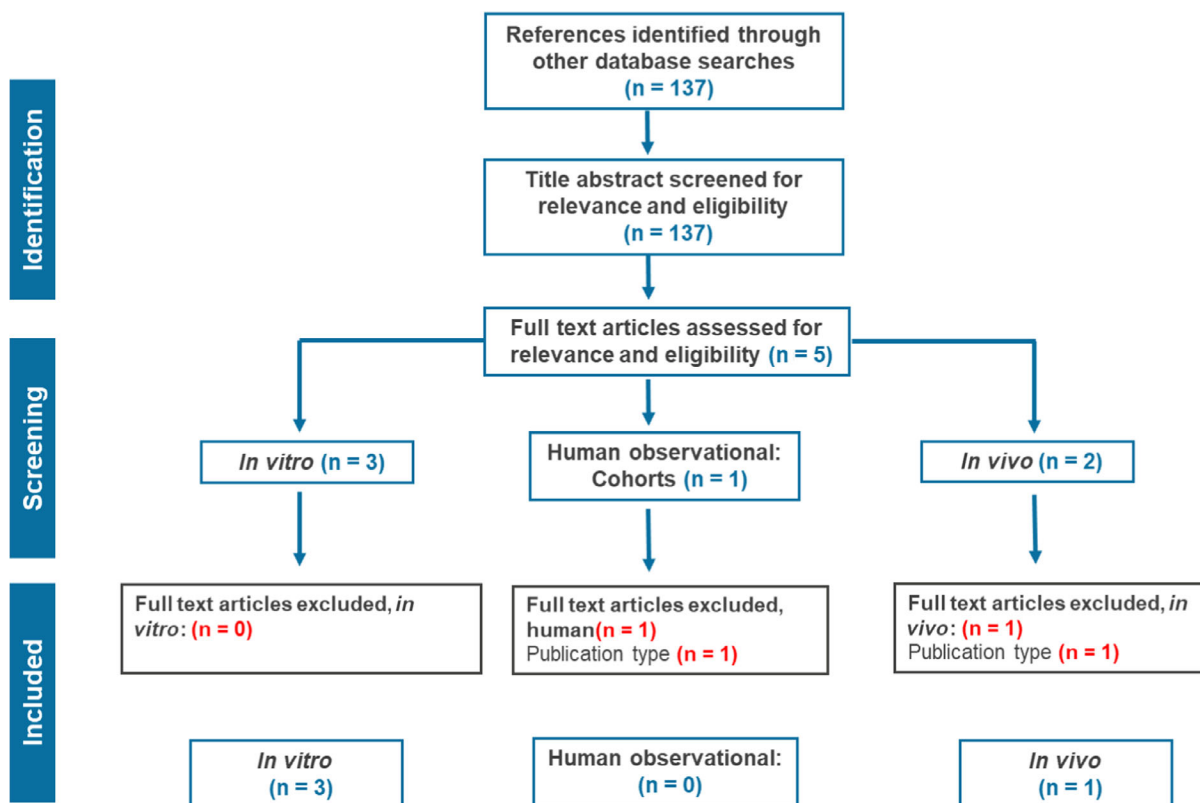 References identified through
other database searches
(n = 137)
Identification
Title abstract screened for
relevance and eligibility
(n = 137)
Full text articles assessed for
relevance and eligibility (n = 5)
Screening
In vitro (n = 3)
Human observational:
Cohorts (n = 1)
In vivo (n = 2)
Included
Full text articles excluded, in
vitro: (n = 0)
Full text articles excluded,
human(n = 1)
Publication type (n = 1)
Full text articles excluded, in
vivo: (n = 1)
Publication type (n = 1)
In vitro
(n = 3)
Human observational:
(n = 0)
In vivo
(n = 1)